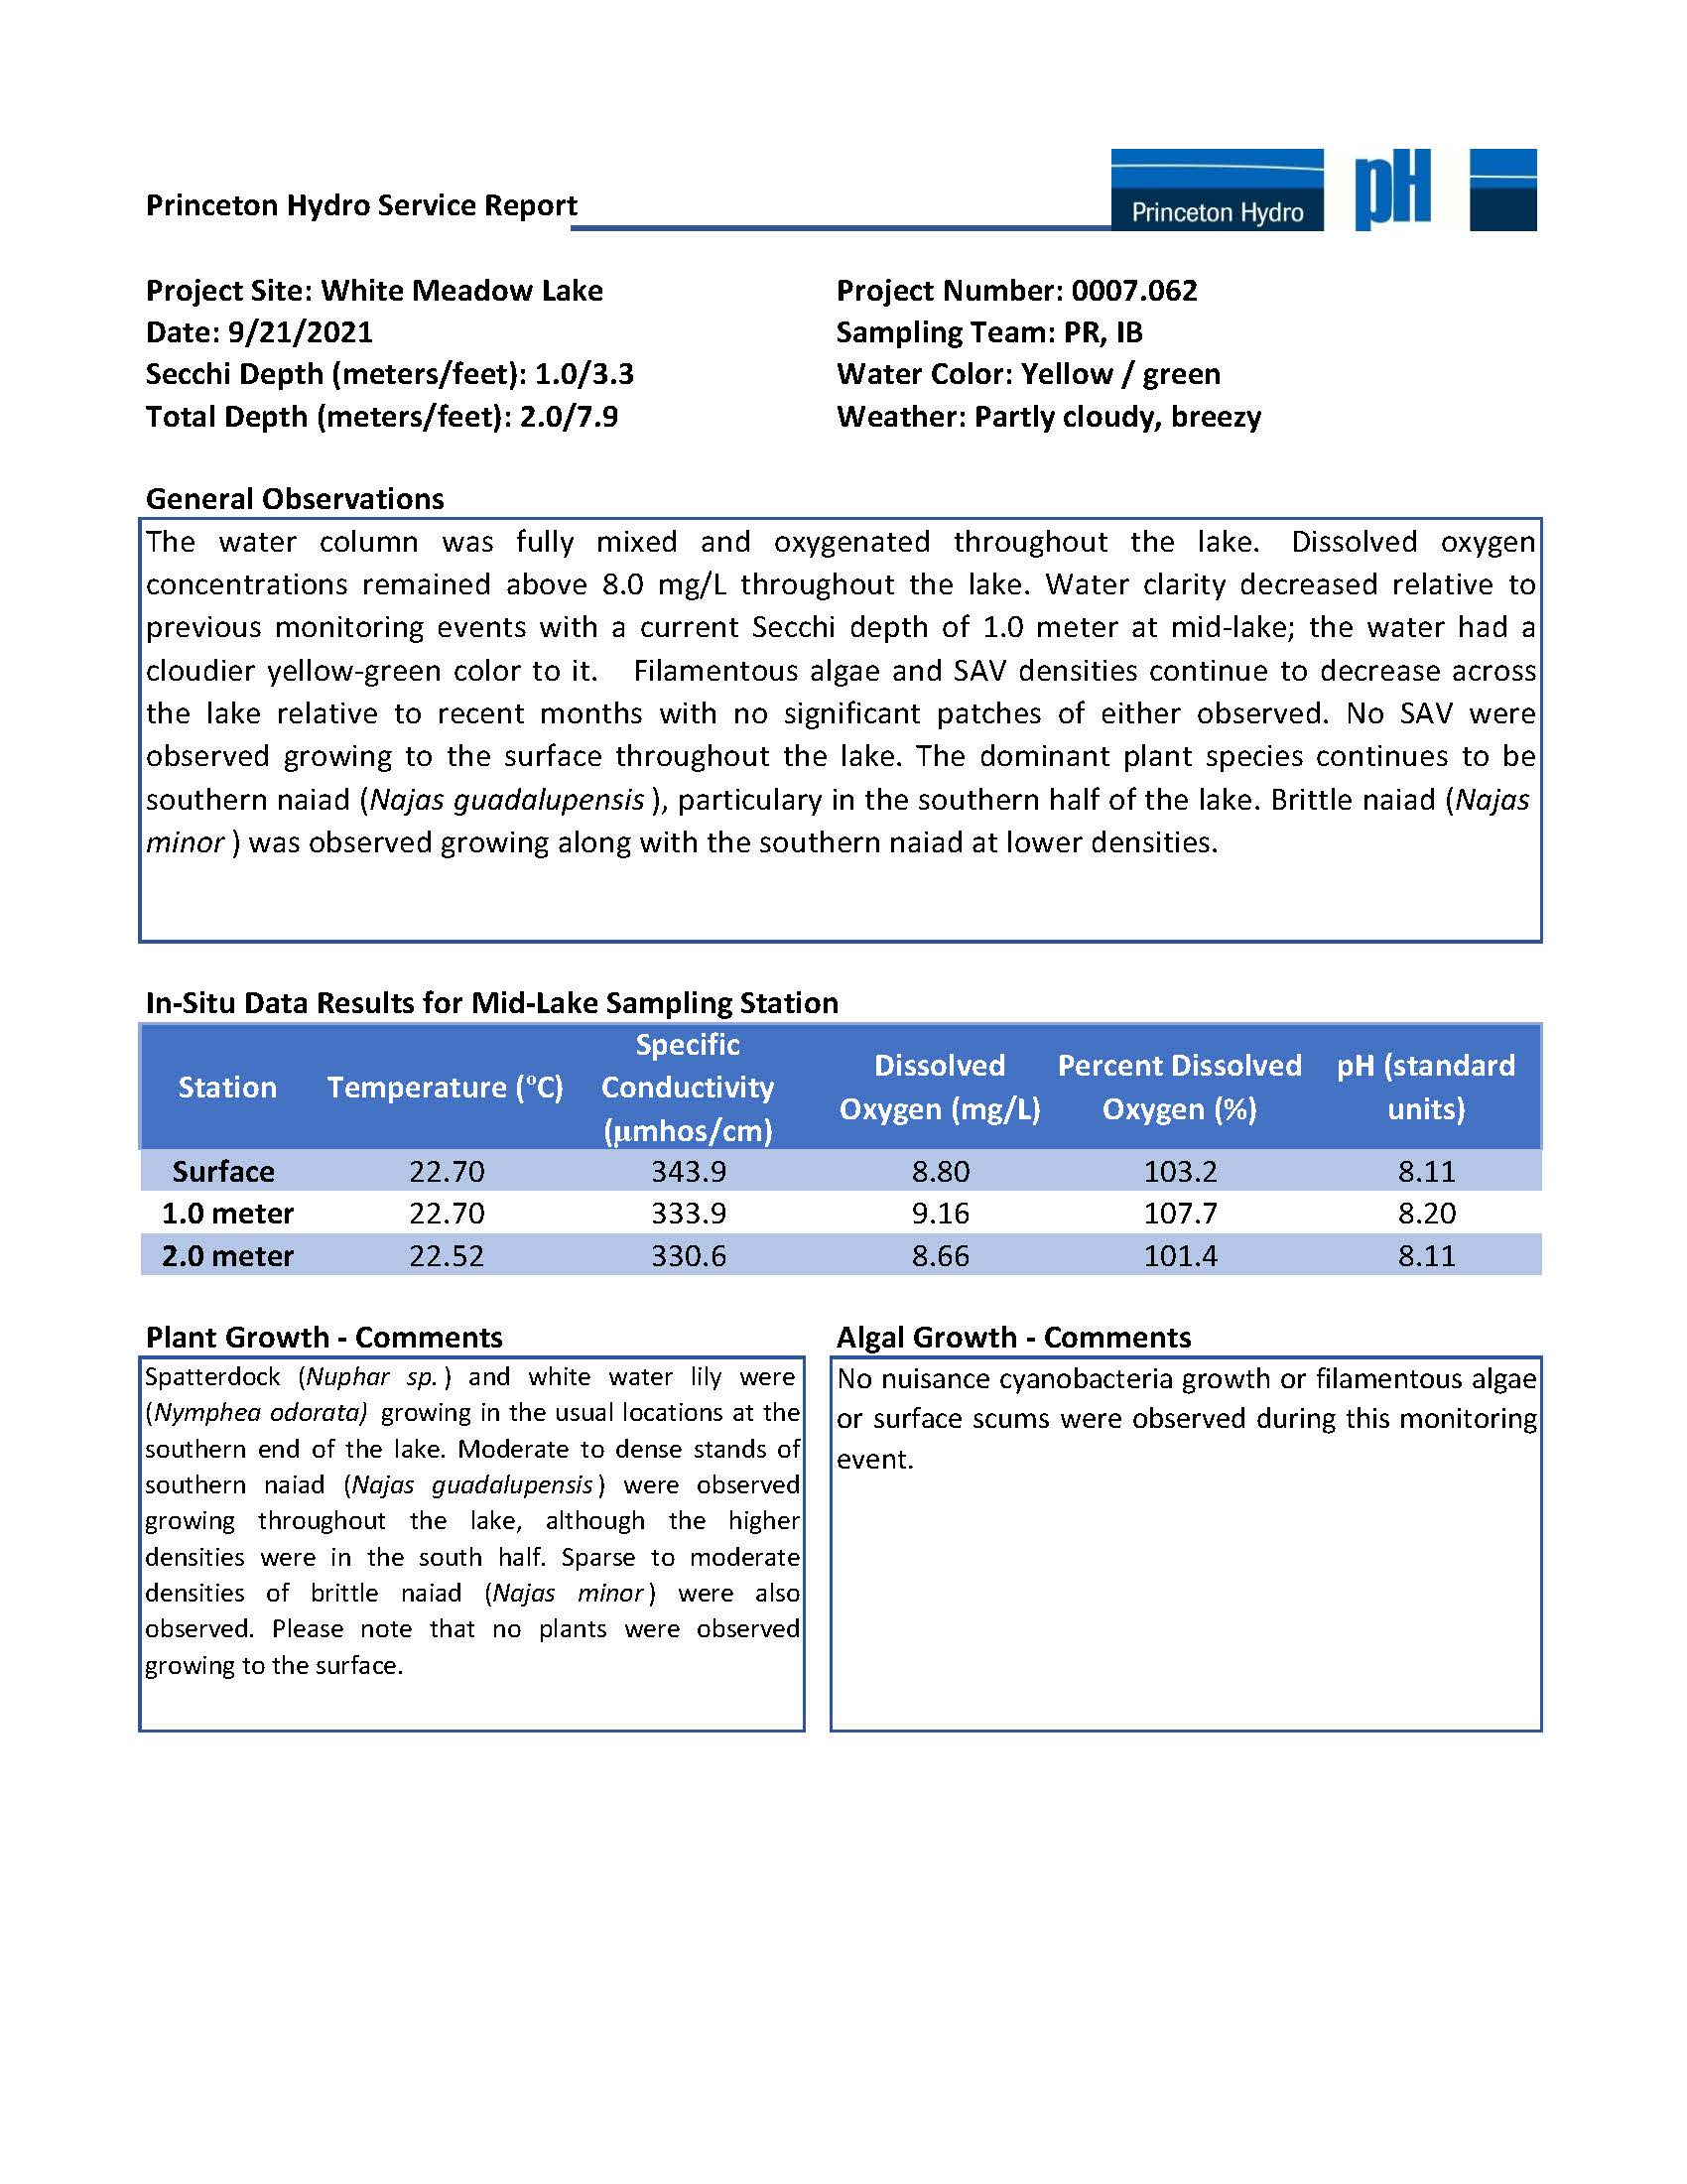 Princeton Hydro Service Report
Princeton Hydro pH
Project Site: White Meadow Lake
Project Number: 0007.062
Date: 9/21/2021
Sampling Team: PR, IB
Secchi Depth (meters/feet): 1.0/3.3
Water Color: Yellow / green
Total Depth (meters/feet): 2.0/7.9
Weather: Partly cloudy, breezy
General Observations
The water column was fully mixed and oxygenated throughout the lake. Dissolved oxygen
concentrations remained above 8.0 mg/L throughout the lake. Water clarity decreased relative to
previous monitoring events with a current Secchi depth of 1.0 meter at mid-lake; the water had a
cloudier yellow-green color to it. Filamentous algae and SAV densities continue to decrease across
the lake relative to recent months with no significant patches of either observed. No SAV were
observed growing to the surface throughout the lake. The dominant plant species continues to be
southern naiad (Najas guadalupensis ), particulary in the southern half of the lake. Brittle naiad (Najas
minor ) was observed growing along with the southern naiad at lower densities.
In-Situ Data Results for Mid-Lake Sampling Station
Station Temperature (°C) Specific Conductivity (µmhos/cm) Dissolved Oxygen (mg/L) Percent Dissolved Oxygen (%) pH (standard units)
Surface 22.70 343.9 8.80 103.2 8.11
1.0 meter 22.70 333.9 9.16 107.7 8.20
2.0 meter 22.52 330.6 8.66 101.4 8.11
Plant Growth - Comments
Spatterdock (Nuphar sp. ) and white water lily were
(Nymphea odorata) growing in the usual locations at the
southern end of the lake. Moderate to dense stands of
southern naiad (Najas guadalupensis ) were observed
growing throughout the lake, although the higher
densities were in the south half. Sparse to moderate
densities of brittle naiad (Najas minor ) were also
observed. Please note that no plants were observed
growing to the surface.
Algal Growth - Comments
No nuisance cyanobacteria growth or filamentous algae
or surface scums were observed during this monitoring
event.